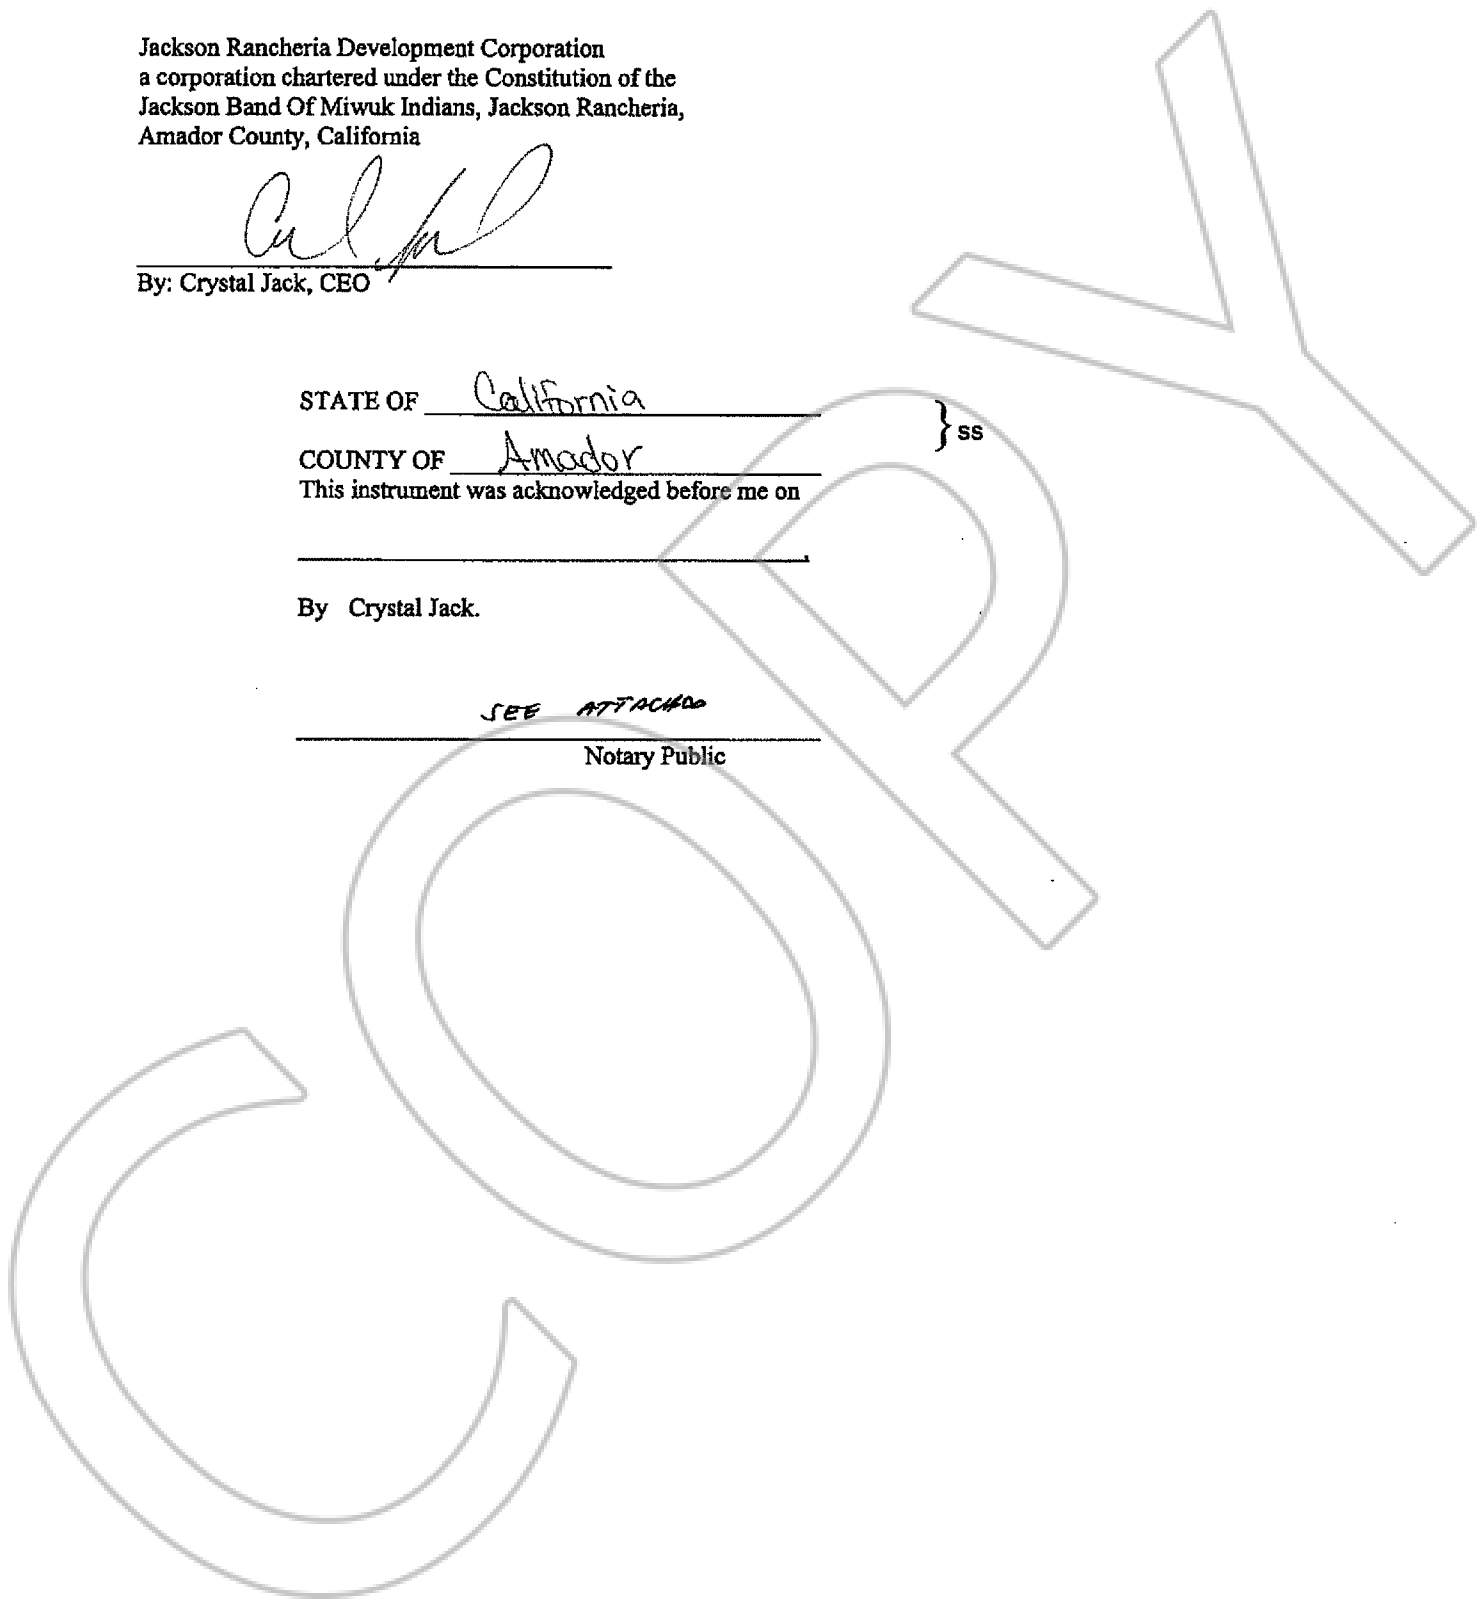 Jackson Rancheria Development Corporation
a corporation chartered under the Constitution of the
Jackson Band Of Miwuk Indians, Jackson Rancheria,
Amador County, California
By: Crystal Jack, CEO
STATE OF California
COUNTY OF Amador
} ss
This instrument was acknowledged before me on
By Crystal Jack.
SEE ATTACHED
Notary Public
COPY